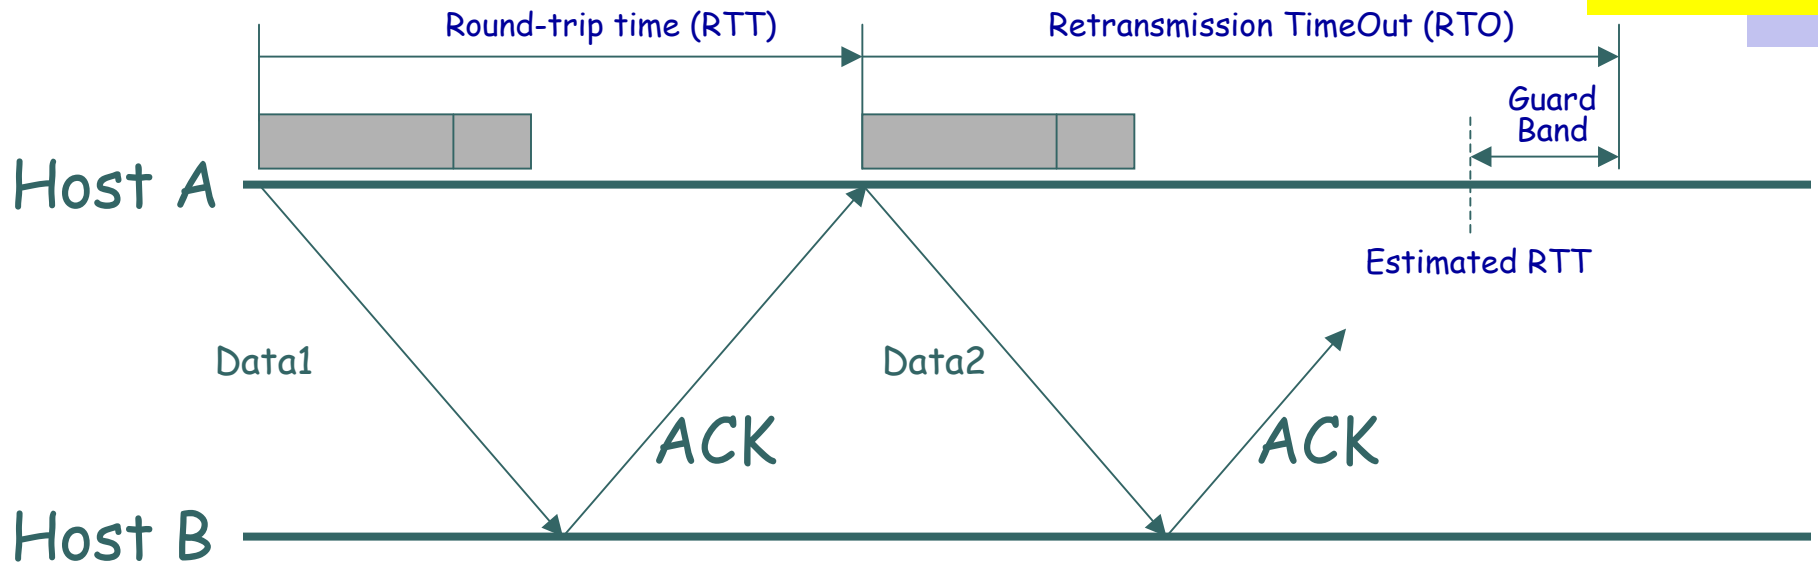 Round-trip time (RTT)
Retransmission TimeOut (RTO)
Guard
Band
Host A
Estimated RTT
Data1
Data2
ACK
ACK
Host B